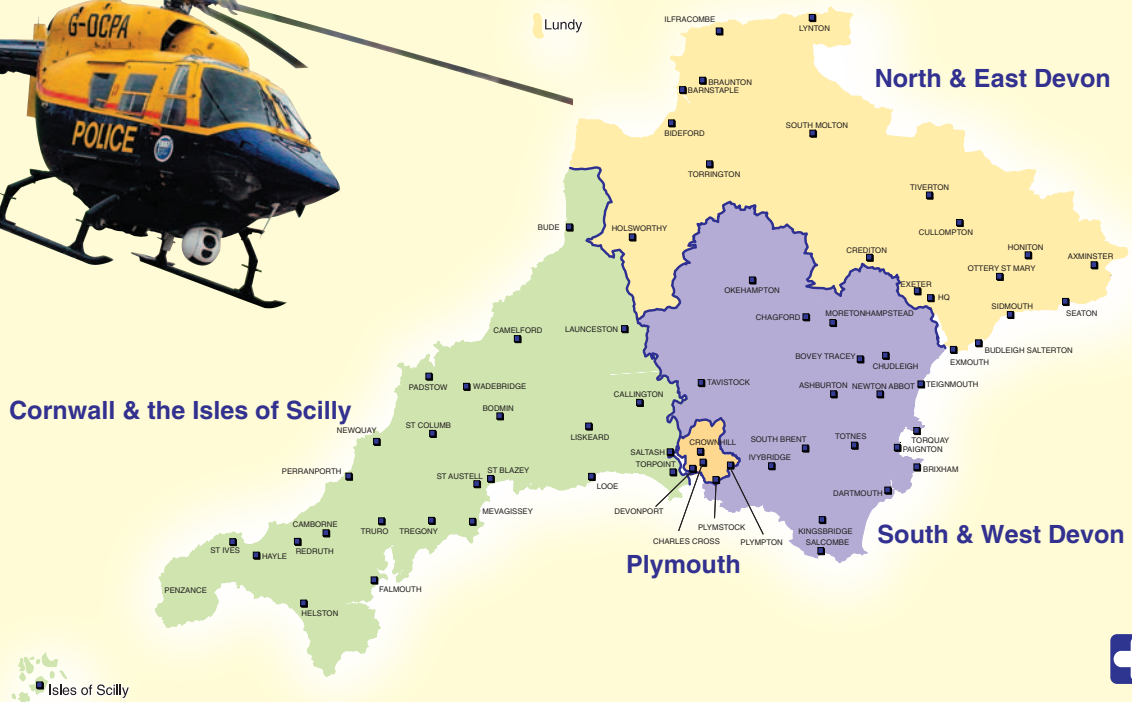 G-OCPA
POLICE
Lundy
ILFRACOMBE
LYNTON
North & East Devon
BRAUNTON
BARNSTAPLE
BIDEFORD
SOUTH MOLTON
TORRINGTON
TIVERTON
CULLOMPTON
BUDE
HOLSWORTHY
CREDITON
HONITON
AXMINSTER
OTTERY ST MARY
OKEHAMPTON
EXETER
HQ
SIDMOUTH
SEATON
CHAGFORD
MORETONHAMPSTEAD
CAMELFORD
LAUNCESTON
BUDLEIGH SALTERTON
EXMOUTH
BOVEY TRACEY
CHUDLEIGH
PADSTOW
WADEBRIDGE
TAVISTOCK
ASHBURTON
NEWTON ABBOT
TEIGNMOUTH
CALLINGTON
Cornwall & the Isles of Scilly
BODMIN
NEWQUAY
ST COLUMB
LISKEARD
CROWNHILL
SOUTH BRENT
TOTNES
TORQUAY
PAIGNTON
SALTASH
TORPOINT
IVYBRIDGE
BRIXHAM
PERRANPORTH
ST AUSTELL
ST BLAZEY
LOOE
DARTMOUTH
DEVONPORT
MEVAGISSEY
CAMBORNE
TRURO
TREGONY
PLYMSTOCK
CHARLES CROSS
PLYMPTON
KINGSBRIDGE
SALCOMBE
South & West Devon
Plymouth
ST IVES
HAYLE
REDRUTH
PENZANCE
FALMOUTH
HELSTON
Isles of Scilly